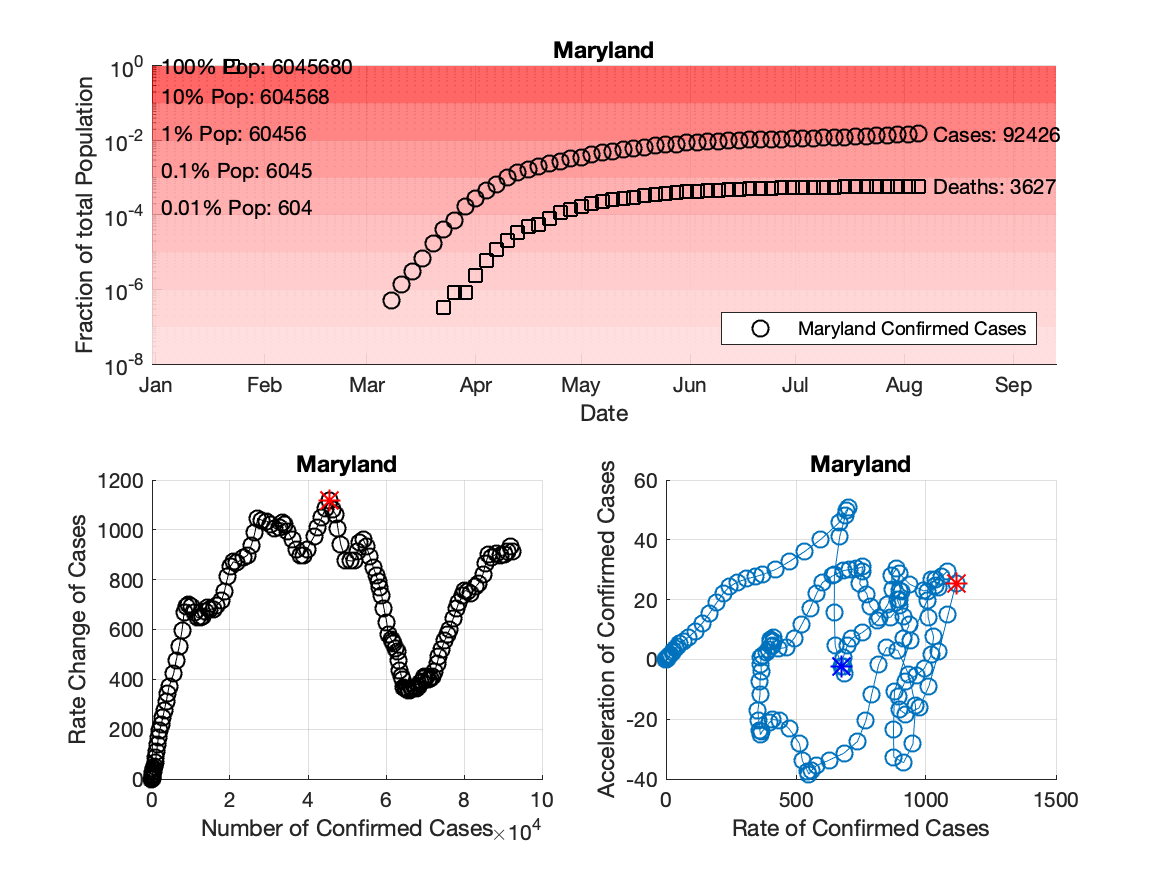 Maryland
Fraction of total Population
10^0
10^-2
10^-4
10^-6
10^-8
100% Pop: 6045680
10% Pop: 604568
1% Pop: 60456
0.1% Pop: 6045
0.01% Pop: 604
Cases: 92426
Deaths: 3627
Maryland Confirmed Cases
Jan Feb Mar Apr May Jun Jul Aug Sep
Date
Maryland
Rate Change of Cases
1200
1000
800
600
400
200
0
0 2 4 6 8 10
Number of Confirmed Cases ×10^4
Maryland
Acceleration of Confirmed Cases
60
40
20
0
-20
-40
0 500 1000 1500
Rate of Confirmed Cases